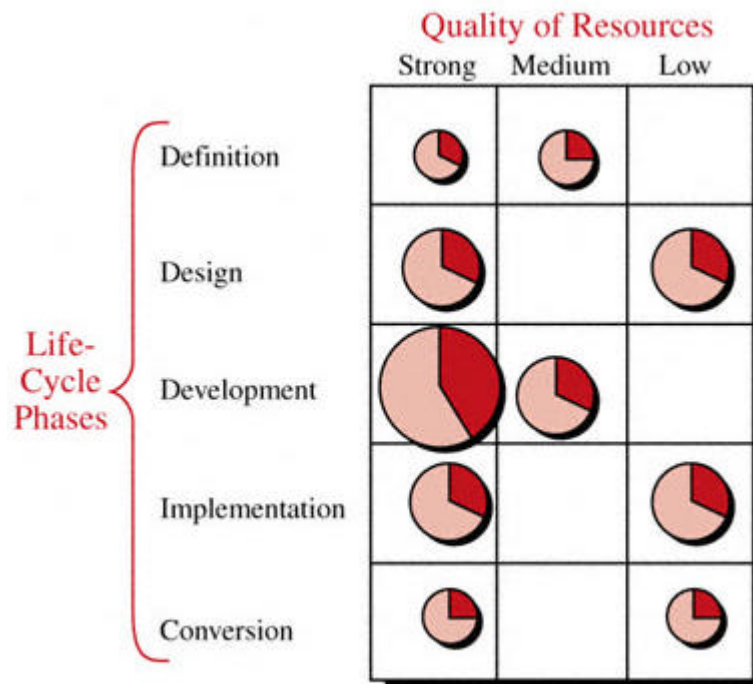 Quality of Resources
Strong Medium Low
Definition
Design
Life-
Cycle
Phases
Development
Implementation
Conversion